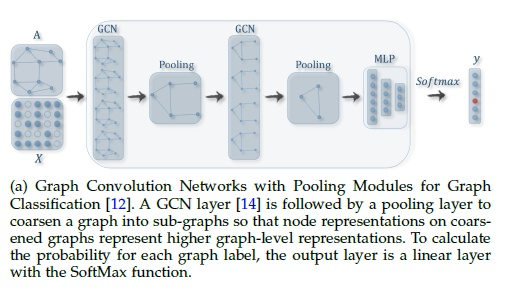 A
GCN
GCN
Pooling
Pooling
MLP
y
Softmax
X
(a) Graph Convolution Networks with Pooling Modules for Graph
Classification [12]. A GCN layer [14] is followed by a pooling layer to
coarsen a graph into sub-graphs so that node representations on coars-
ened graphs represent higher graph-level representations. To calculate
the probability for each graph label, the output layer is a linear layer
with the SoftMax function.